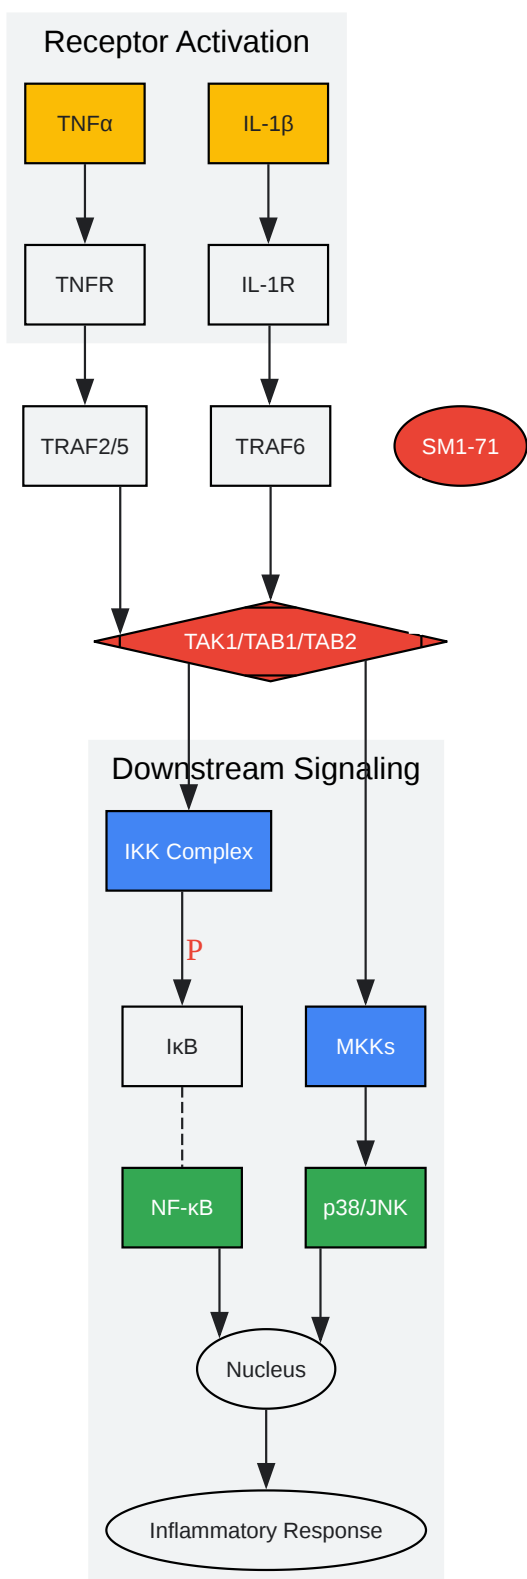 Receptor Activation
TNFα
IL-1β
TNFR
IL-1R
TRAF2/5
TRAF6
SM1-71
TAK1/TAB1/TAB2
Downstream Signaling
IKK Complex
P
IκB
MKKs
NF-κB
p38/JNK
Nucleus
Inflammatory Response